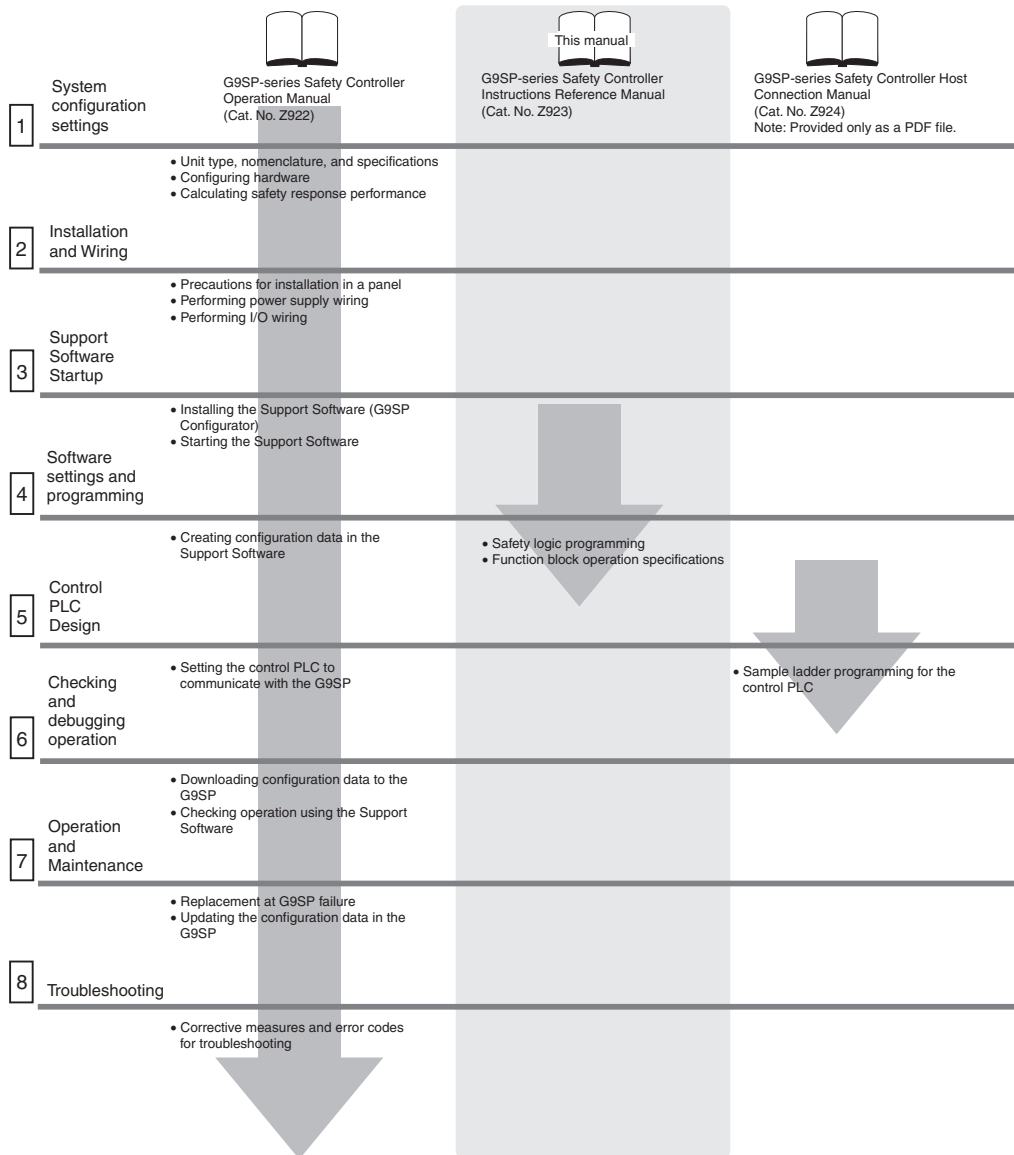 This manual
G9SP-series Safety Controller
Operation Manual
(Cat. No. Z922)
G9SP-series Safety Controller
Instructions Reference Manual
(Cat. No. Z923)
G9SP-series Safety Controller Host
Connection Manual
(Cat. No. Z924)
Note: Provided only as a PDF file.
1
System
configuration
settings
• Unit type, nomenclature, and specifications
• Configuring hardware
• Calculating safety response performance
2
Installation
and Wiring
• Precautions for installation in a panel
• Performing power supply wiring
• Performing I/O wiring
3
Support
Software
Startup
• Installing the Support Software (G9SP
Configurator)
• Starting the Support Software
4
Software
settings and
programming
• Creating configuration data in the
Support Software
• Safety logic programming
• Function block operation specifications
5
Control
PLC
Design
• Setting the control PLC to
communicate with the G9SP
• Sample ladder programming for the
control PLC
6
Checking
and
debugging
operation
• Downloading configuration data to the
G9SP
• Checking operation using the Support
Software
7
Operation
and
Maintenance
• Replacement at G9SP failure
• Updating the configuration data in the
G9SP
8
Troubleshooting
• Corrective measures and error codes
for troubleshooting